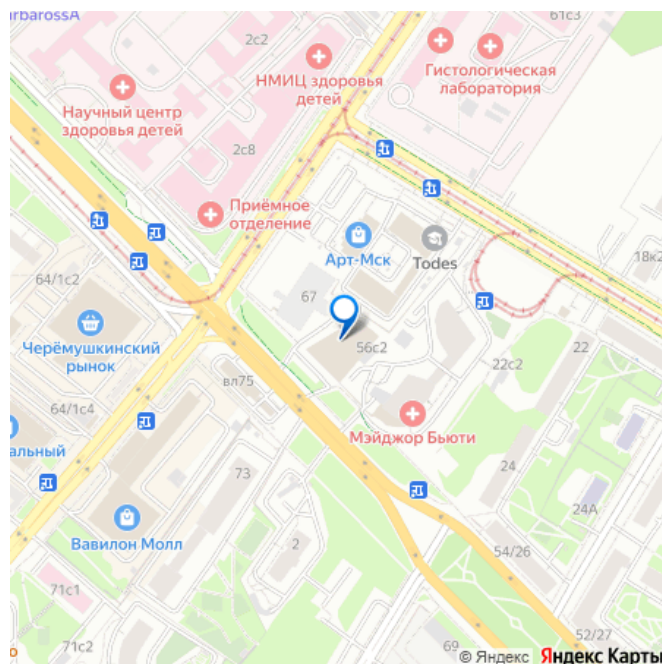 arbarossA
61с3
2с2
НМИЦ здоровья
детей
Гистологическая
лаборатория
Научный центр
здоровья детей
2с8
Приёмное
отделение
Арт-Мск
Todes
18к2
64/1с2
67
Черёмушкинский
рынок
56с2
22с2
22
вл75
64/1с4
Мэйджор Бьюти
альный
73
24
24А
Вавилон Молл
2
54/26
71с1
71с2
69
52/27
о
© Яндекс Яндекс Карты